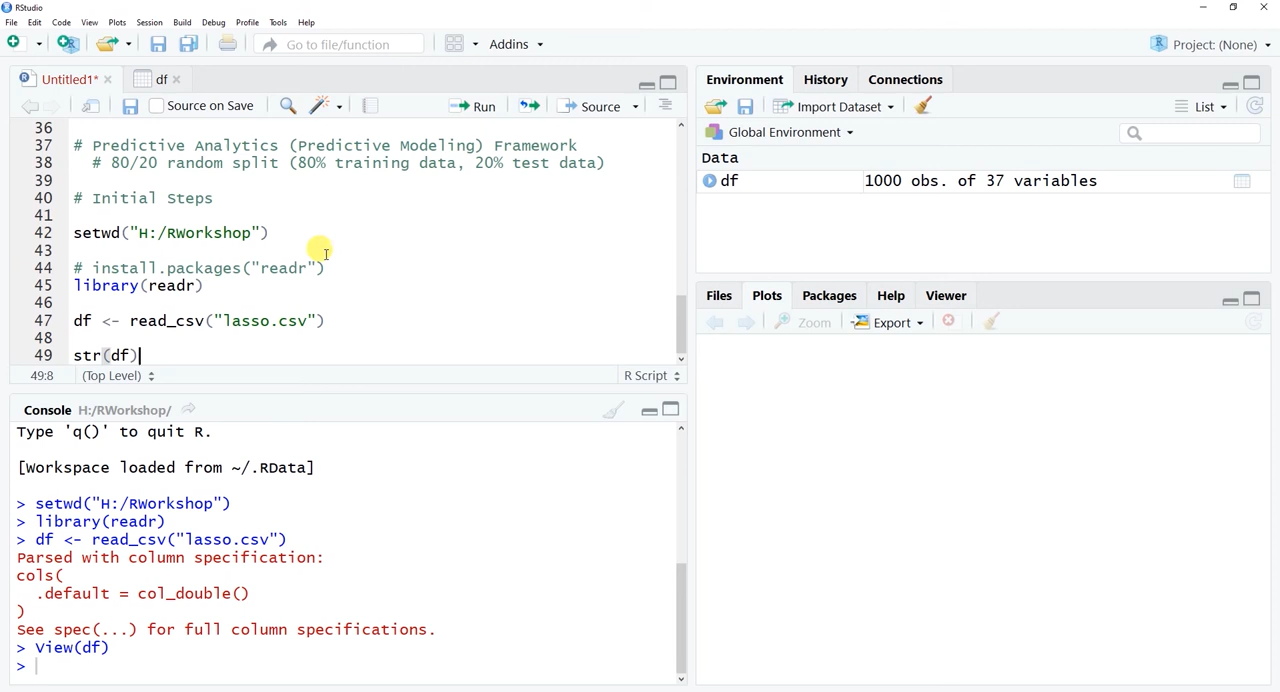 RStudio
File Edit Code View Plots Session Build Debug Profile Tools Help
Go to file/function Addins Project: (None)
Untitled1* df
Source on Save Run Source
36
37 # Predictive Analytics (Predictive Modeling) Framework
38 # 80/20 random split (80% training data, 20% test data)
39
40 # Initial Steps
41
42 setwd("H:/RWorkshop")
43
44 # install.packages("readr")
45 library(readr)
46
47 df <- read_csv("lasso.csv")
48
49 str(df)
49:8 (Top Level) R Script
Console H:/RWorkshop/
Type 'q()' to quit R.
[Workspace loaded from ~/.RData]
> setwd("H:/RWorkshop")
> library(readr)
> df <- read_csv("lasso.csv")
Parsed with column specification:
cols(
.default = col_double()
)
See spec(...) for full column specifications.
> View(df)
>
Environment History Connections
Import Dataset List
Global Environment
Data
df 1000 obs. of 37 variables
Files Plots Packages Help Viewer
Zoom Export